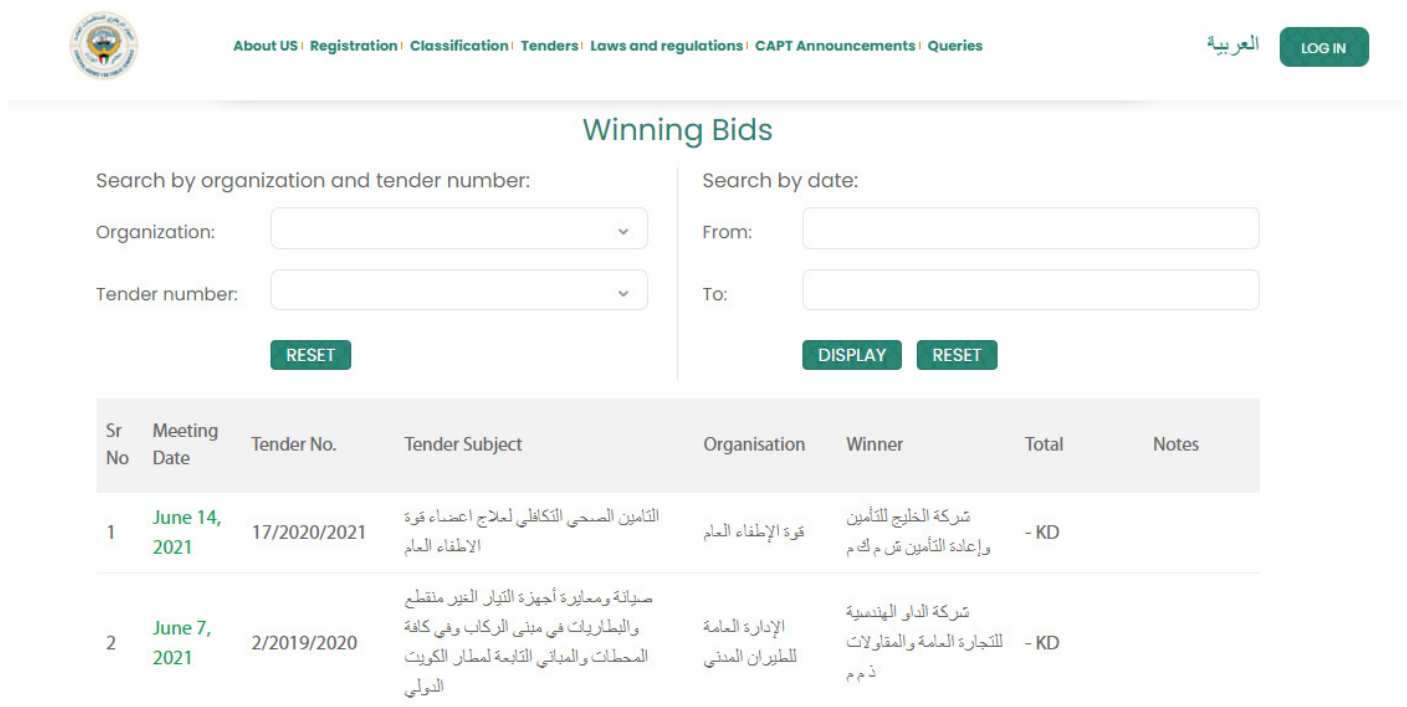 About US | Registration | Classification | Tenders | Laws and regulations | CAPT Announcements | Queries
العربية
LOG IN
Winning Bids
Search by organization and tender number:
Organization:
Tender number:
RESET
Search by date:
From:
To:
DISPLAY
RESET
Sr No
Meeting Date
Tender No.
Tender Subject
Organisation
Winner
Total
Notes
1
June 14,
2021
17/2020/2021
التامين الصحى التكافلي لعلاج اعضاء قوة
الاطفاء العام
قوة الإطفاء العام
شركة الخليج للتأمين
وإعادة التأمين ش م ك م
- KD
2
June 7,
2021
2/2019/2020
صيانة ومعايرة أجهزة التيار الغير منقطع
والبطاريات في مبنى الركاب وفي كافة
المحطات والمباني التابعة لمطار الكويت
الدولي
الإدارة العامة
للطيران المدني
شركة الداو الهندسية
للتجارة العامة والمقاولات
ذ م م
- KD